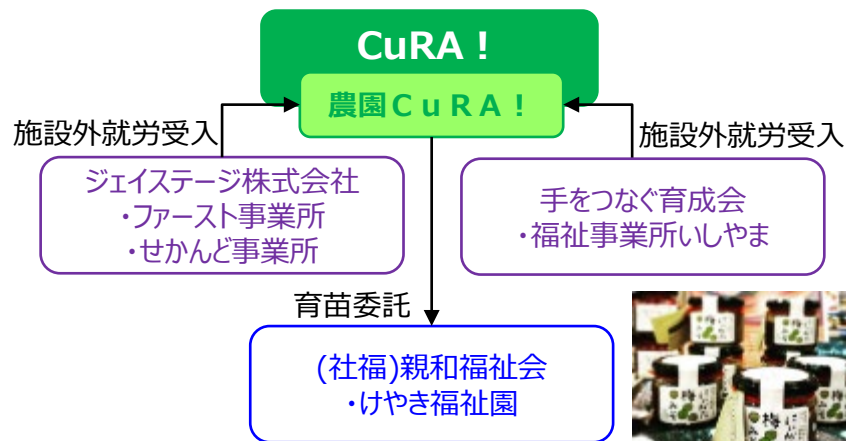 CuRA！
農園ＣｕＲＡ！
施設外就労受入
施設外就労受入
ジェイステージ株式会社
・ファースト事業所
・せかんど事業所
手をつなぐ育成会
・福祉事業所いしやま
育苗委託
(社福)親和福祉会
・けやき福祉園
梅
梅